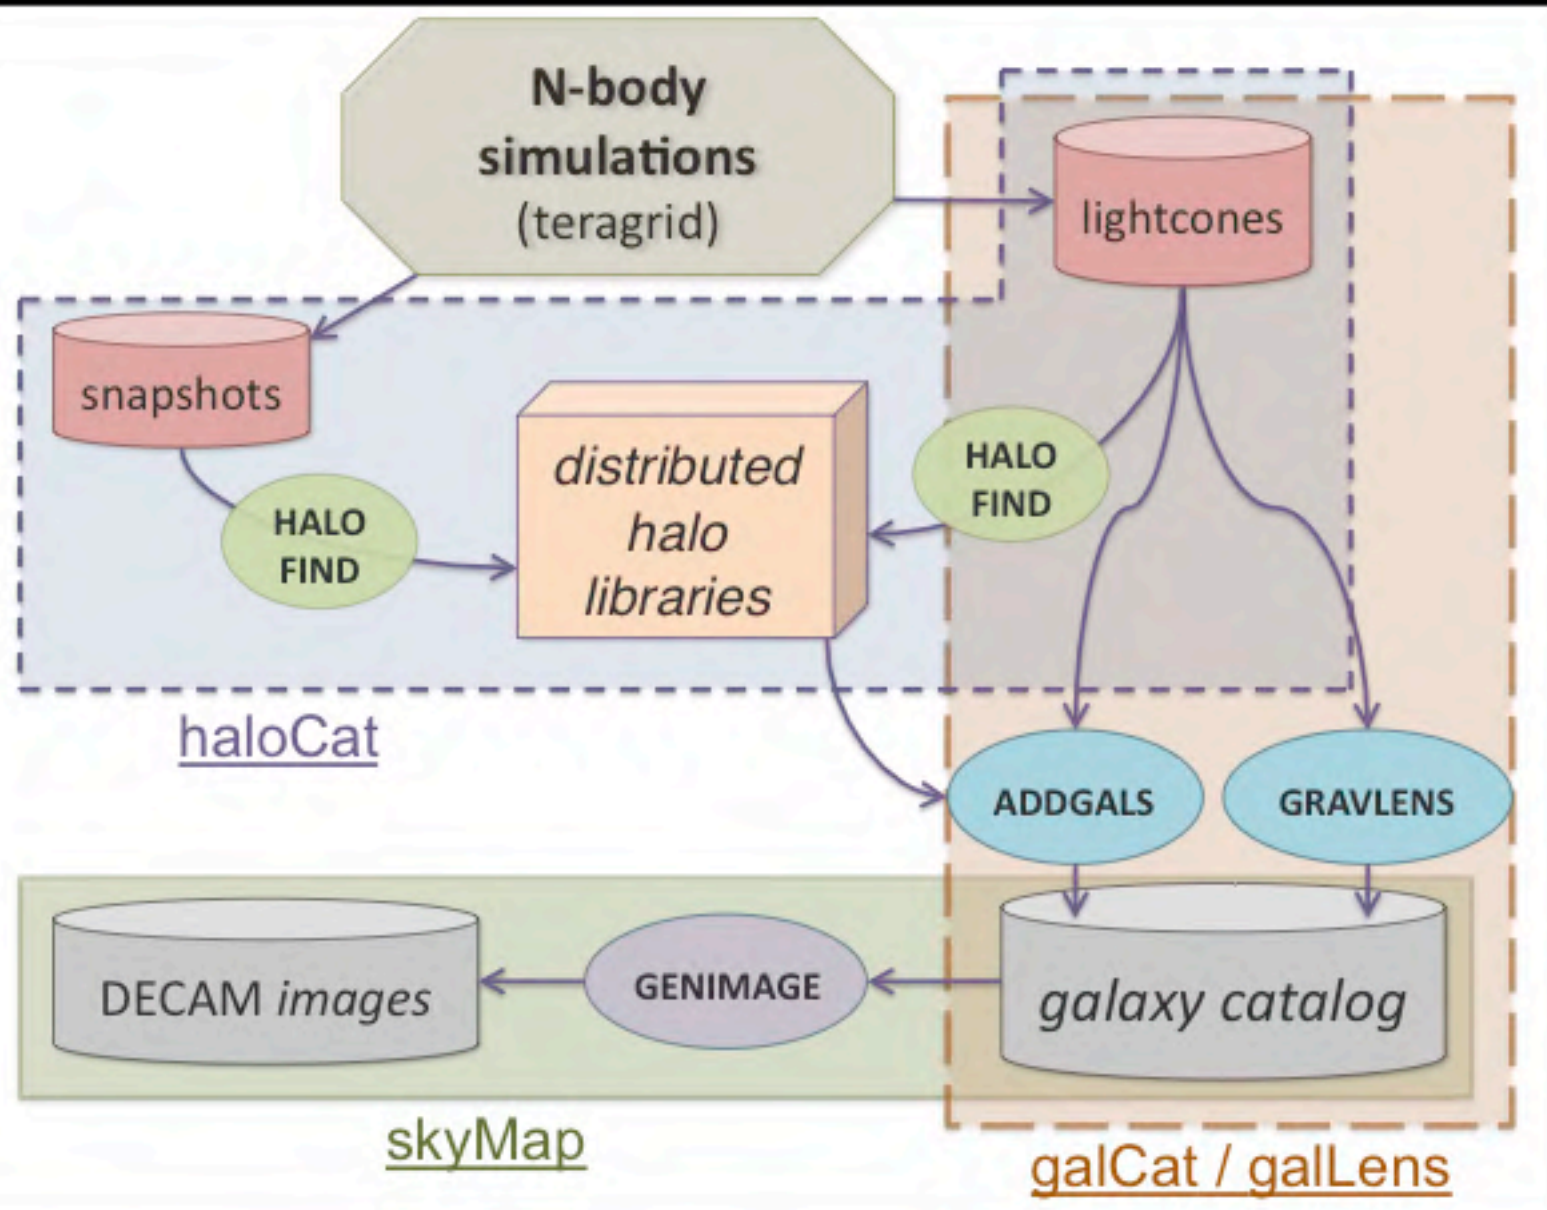 N-body
simulations
(teragrid)
lightcones
snapshots
distributed
halo
libraries
HALO
FIND
HALO
FIND
haloCat
ADDGALS
GRAVLENS
DECAM images
GENIMAGE
galaxy catalog
skyMap
galCat / galLens